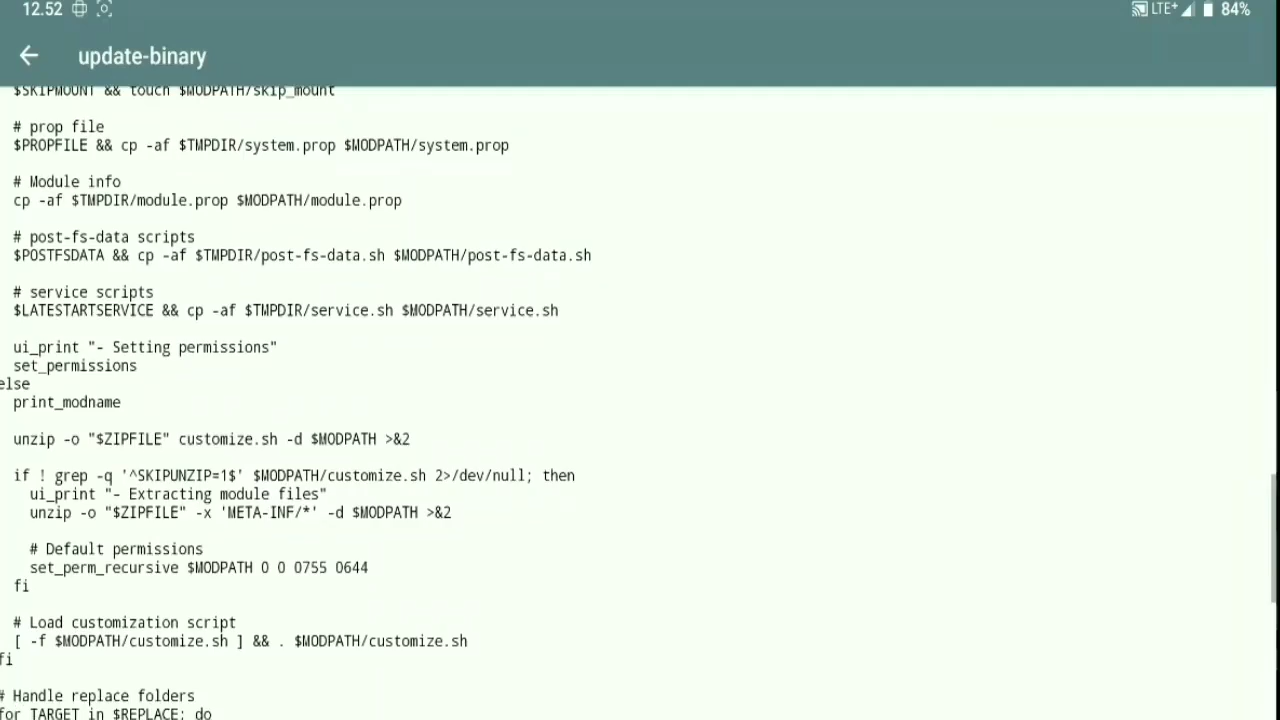 12.52 LTE+ 84%
update-binary
$SKIPMOUNT && touch $MODPATH/skip_mount
# prop file
$PROPFILE && cp -af $TMPDIR/system.prop $MODPATH/system.prop
# Module info
cp -af $TMPDIR/module.prop $MODPATH/module.prop
# post-fs-data scripts
$POSTFSDATA && cp -af $TMPDIR/post-fs-data.sh $MODPATH/post-fs-data.sh
# service scripts
$LATESTARTSERVICE && cp -af $TMPDIR/service.sh $MODPATH/service.sh
ui_print "- Setting permissions"
set_permissions
else
print_modname
unzip -o "$ZIPFILE" customize.sh -d $MODPATH >&2
if ! grep -q '^SKIPUNZIP=1$' $MODPATH/customize.sh 2>/dev/null; then
ui_print "- Extracting module files"
unzip -o "$ZIPFILE" -x 'META-INF/*' -d $MODPATH >&2
# Default permissions
set_perm_recursive $MODPATH 0 0 0755 0644
fi
# Load customization script
[ -f $MODPATH/customize.sh ] && . $MODPATH/customize.sh
fi
# Handle replace folders
for TARGET in $REPLACE; do